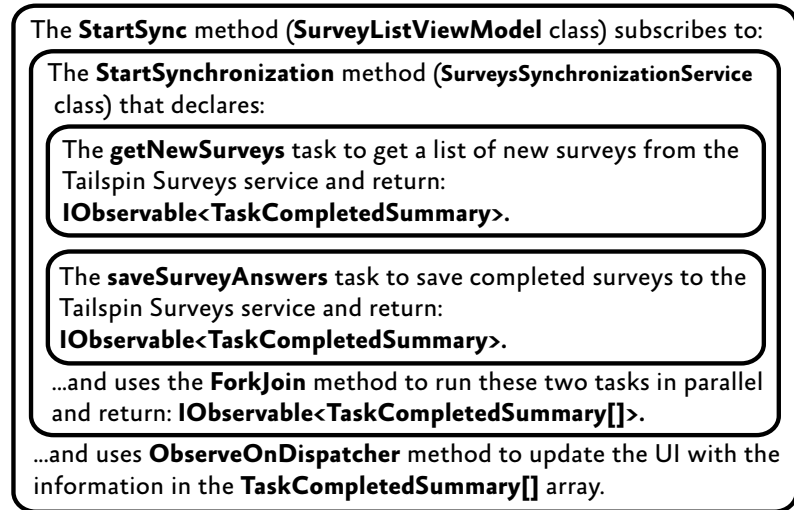 The StartSync method (SurveyListViewModel class) subscribes to:
The StartSynchronization method (SurveysSynchronizationService
class) that declares:
The getNewSurveys task to get a list of new surveys from the
Tailspin Surveys service and return:
IObservable<TaskCompletedSummary>.
The saveSurveyAnswers task to save completed surveys to the
Tailspin Surveys service and return:
IObservable<TaskCompletedSummary>.
...and uses the ForkJoin method to run these two tasks in parallel
and return: IObservable<TaskCompletedSummary[]>.
...and uses ObserveOnDispatcher method to update the UI with the
information in the TaskCompletedSummary[] array.